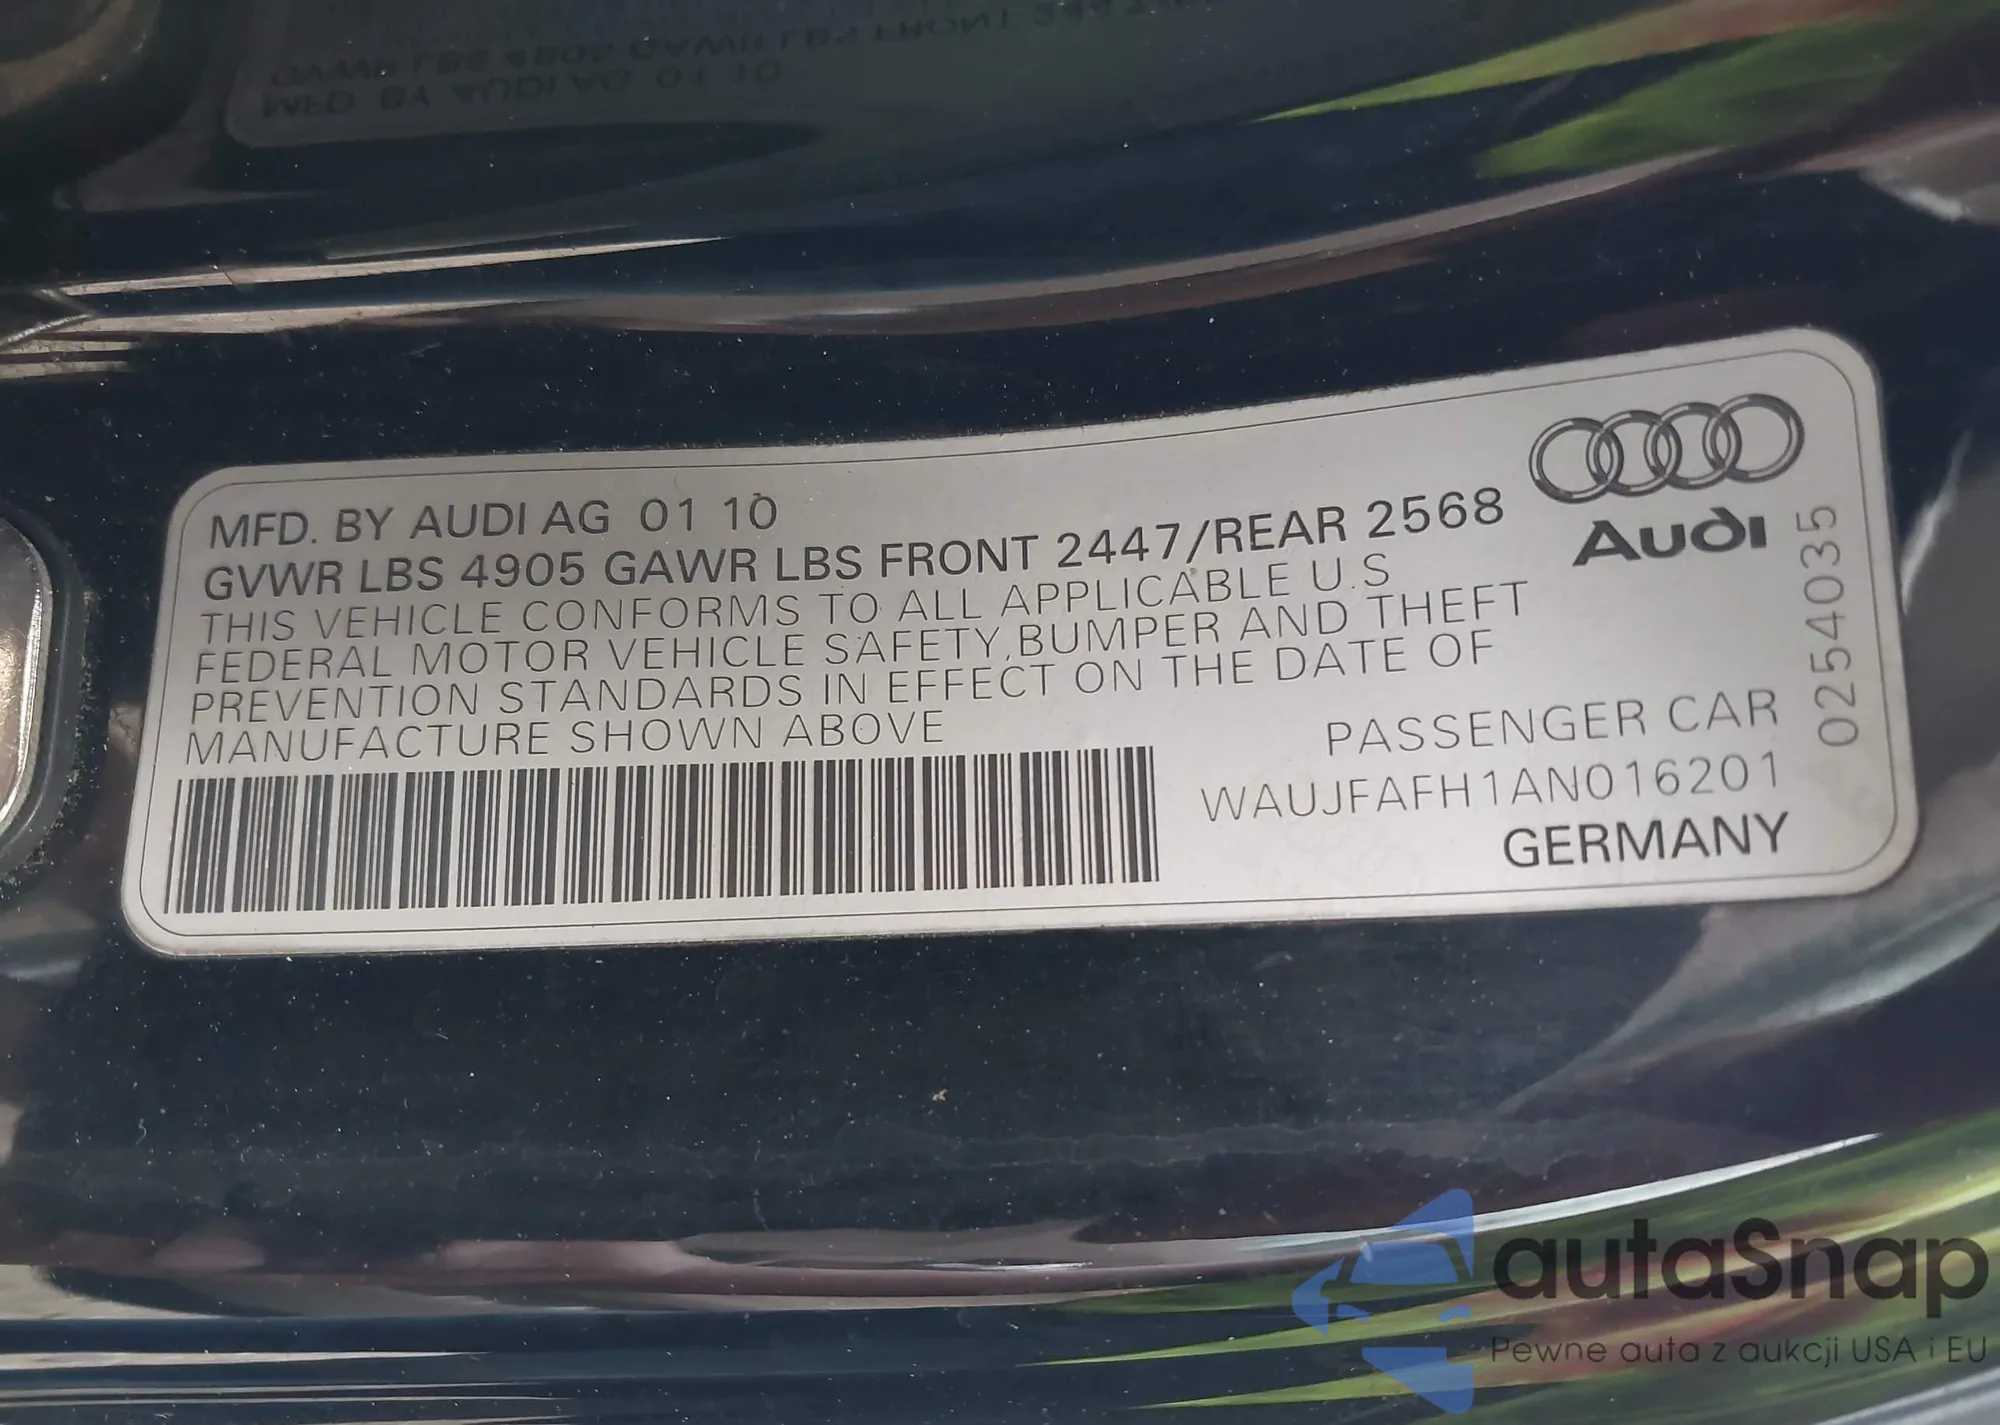 MFD. BY AUDI AG 01 10
GVWR LBS 4905 GAWR LBS FRONT 2447/REAR 2568
THIS VEHICLE CONFORMS TO ALL APPLICABLE U.S
FEDERAL MOTOR VEHICLE SAFETY,BUMPER AND THEFT
PREVENTION STANDARDS IN EFFECT ON THE DATE OF
MANUFACTURE SHOWN ABOVE
Audi
0254035
PASSENGER CAR
WAUJFAFH1AN016201
GERMANY
autaSnap
Pewne auta z aukcji USA i EU